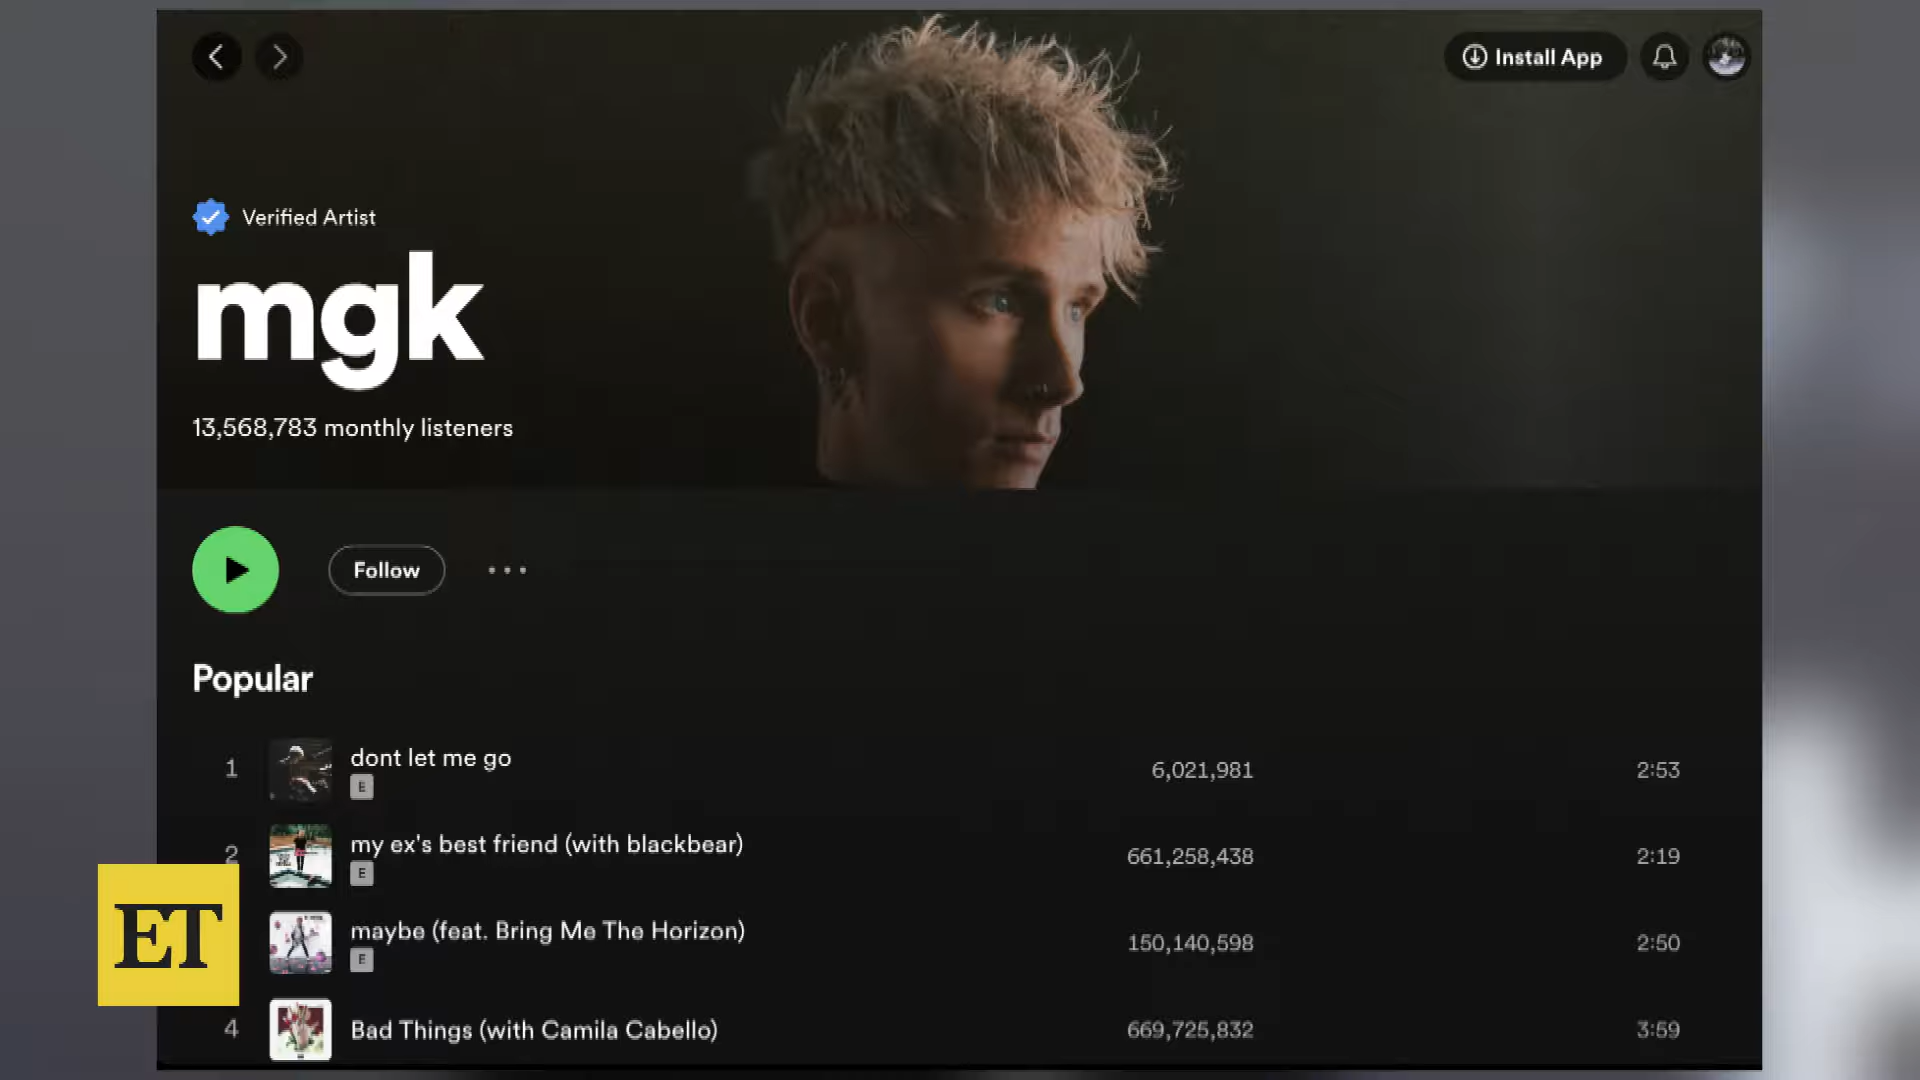 Install App
Verified Artist
mgk
13,568,783 monthly listeners
Follow
Popular
1 dont let me go 6,021,981 2:53
E
2 my ex's best friend (with blackbear) 661,258,438 2:19
E
3 maybe (feat. Bring Me The Horizon) 150,140,598 2:50
E
4 Bad Things (with Camila Cabello) 669,725,832 3:59
ET